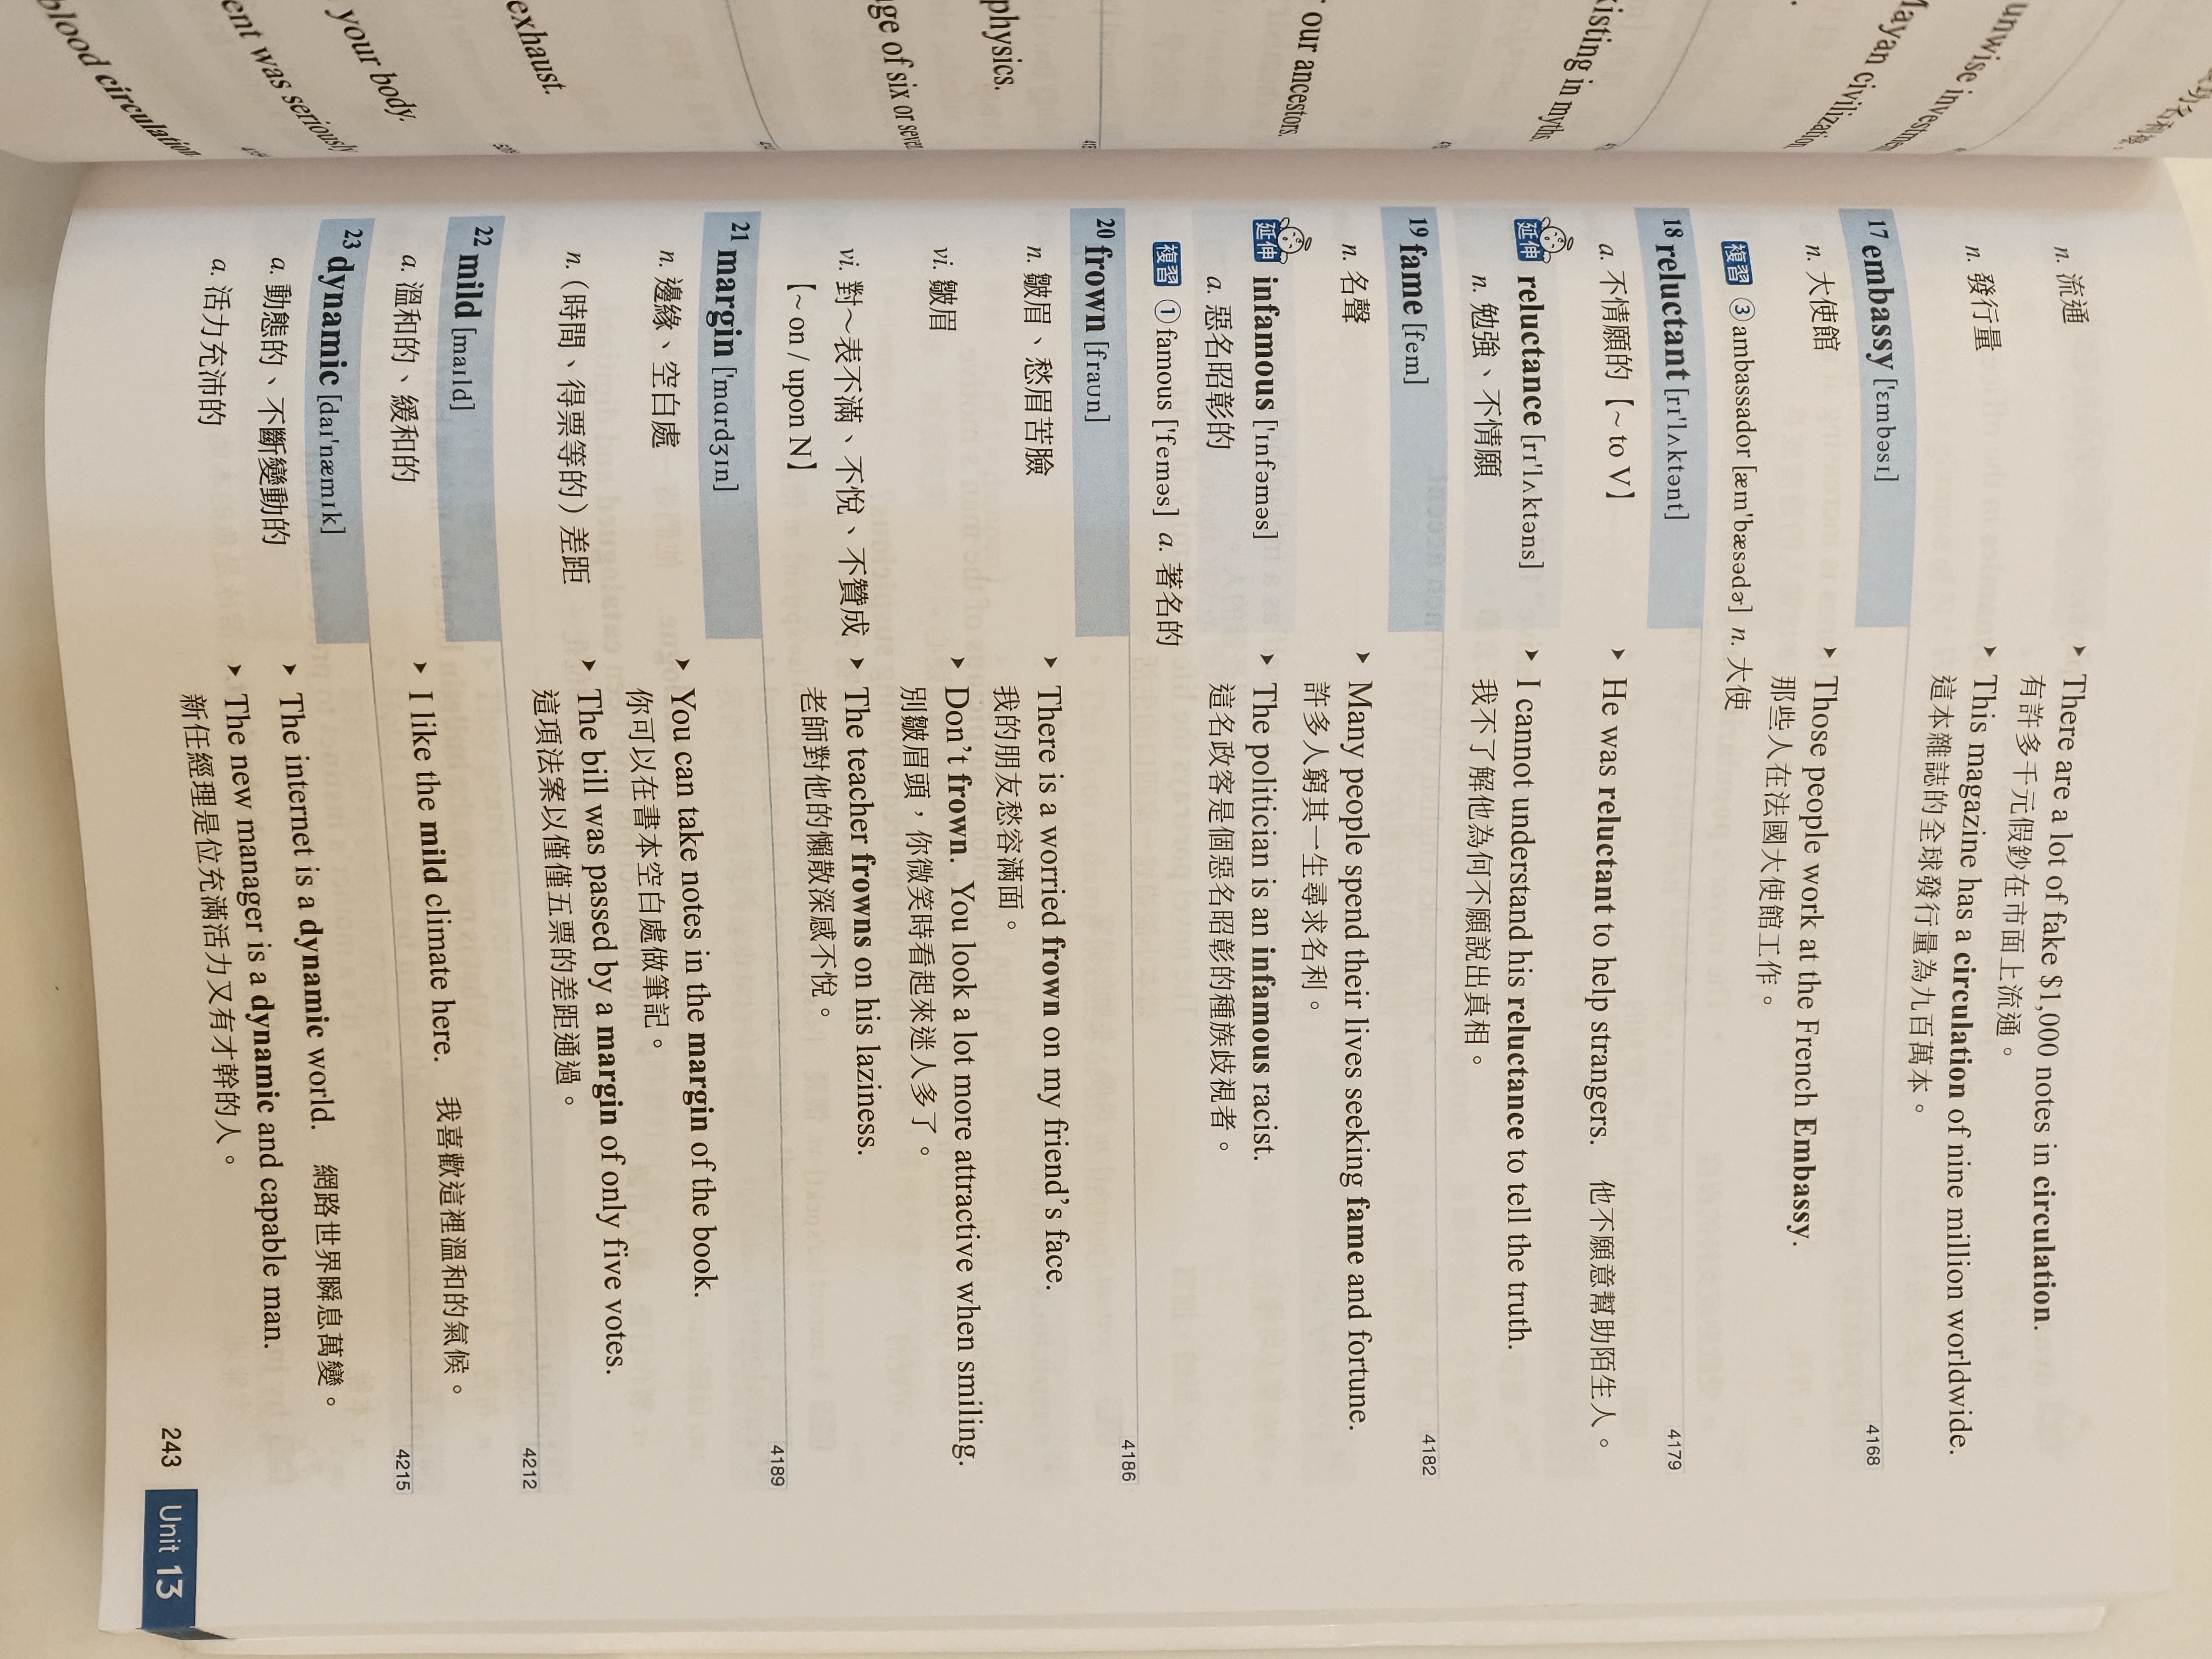 blood circulation
ent was seriously
your body.
exhaust.
age of six or seven
physics.
our ancestors.
existing in myths
Mayan civilization
unwise
n. 流通
➤ There are a lot of fake $1,000 notes in circulation.
有許多千元假鈔在市面上流通。
n. 發行量
➤ This magazine has a circulation of nine million worldwide.
這本雜誌的全球發行量為九百萬本。
17 embassy [ˈɛmbəsɪ] 4168
n. 大使館
➤ Those people work at the French Embassy.
那些人在法國大使館工作。
複習 ③ ambassador [æmˈbæsədɚ] n. 大使
18 reluctant [rɪˈlʌktənt] 4179
a. 不情願的【~ to V】
➤ He was reluctant to help strangers. 他不願意幫助陌生人。
延伸 reluctance [rɪˈlʌktəns]
n. 勉強、不情願
➤ I cannot understand his reluctance to tell the truth.
我不了解他為何不願說出真相。
19 fame [fem] 4182
n. 名聲
➤ Many people spend their lives seeking fame and fortune.
許多人窮其一生尋求名利。
延伸 infamous [ˈɪnfəməs]
a. 惡名昭彰的
➤ The politician is an infamous racist.
這名政客是個惡名昭彰的種族歧視者。
複習 ① famous [ˈfeməs] a. 著名的
20 frown [fraʊn] 4186
n. 皺眉、愁眉苦臉
➤ There is a worried frown on my friend's face.
我的朋友愁容滿面。
vi. 皺眉
➤ Don't frown. You look a lot more attractive when smiling.
別皺眉頭，你微笑時看起來迷人多了。
vi. 對～表不滿、不悅、不贊成
【~ on / upon N】
➤ The teacher frowns on his laziness.
老師對他的懶散深感不悅。
21 margin [ˈmɑrdʒɪn] 4189
n. 邊緣、空白處
➤ You can take notes in the margin of the book.
你可以在書本空白處做筆記。
n.（時間、得票等的）差距
➤ The bill was passed by a margin of only five votes.
這項法案以僅僅五票的差距通過。
22 mild [maɪld] 4212
a. 溫和的、緩和的
➤ I like the mild climate here. 我喜歡這裡溫和的氣候。
23 dynamic [daɪˈnæmɪk] 4215
a. 動態的、不斷變動的
➤ The internet is a dynamic world. 網路世界瞬息萬變。
a. 活力充沛的
➤ The new manager is a dynamic and capable man.
新任經理是位充滿活力又有才幹的人。
243 Unit 13